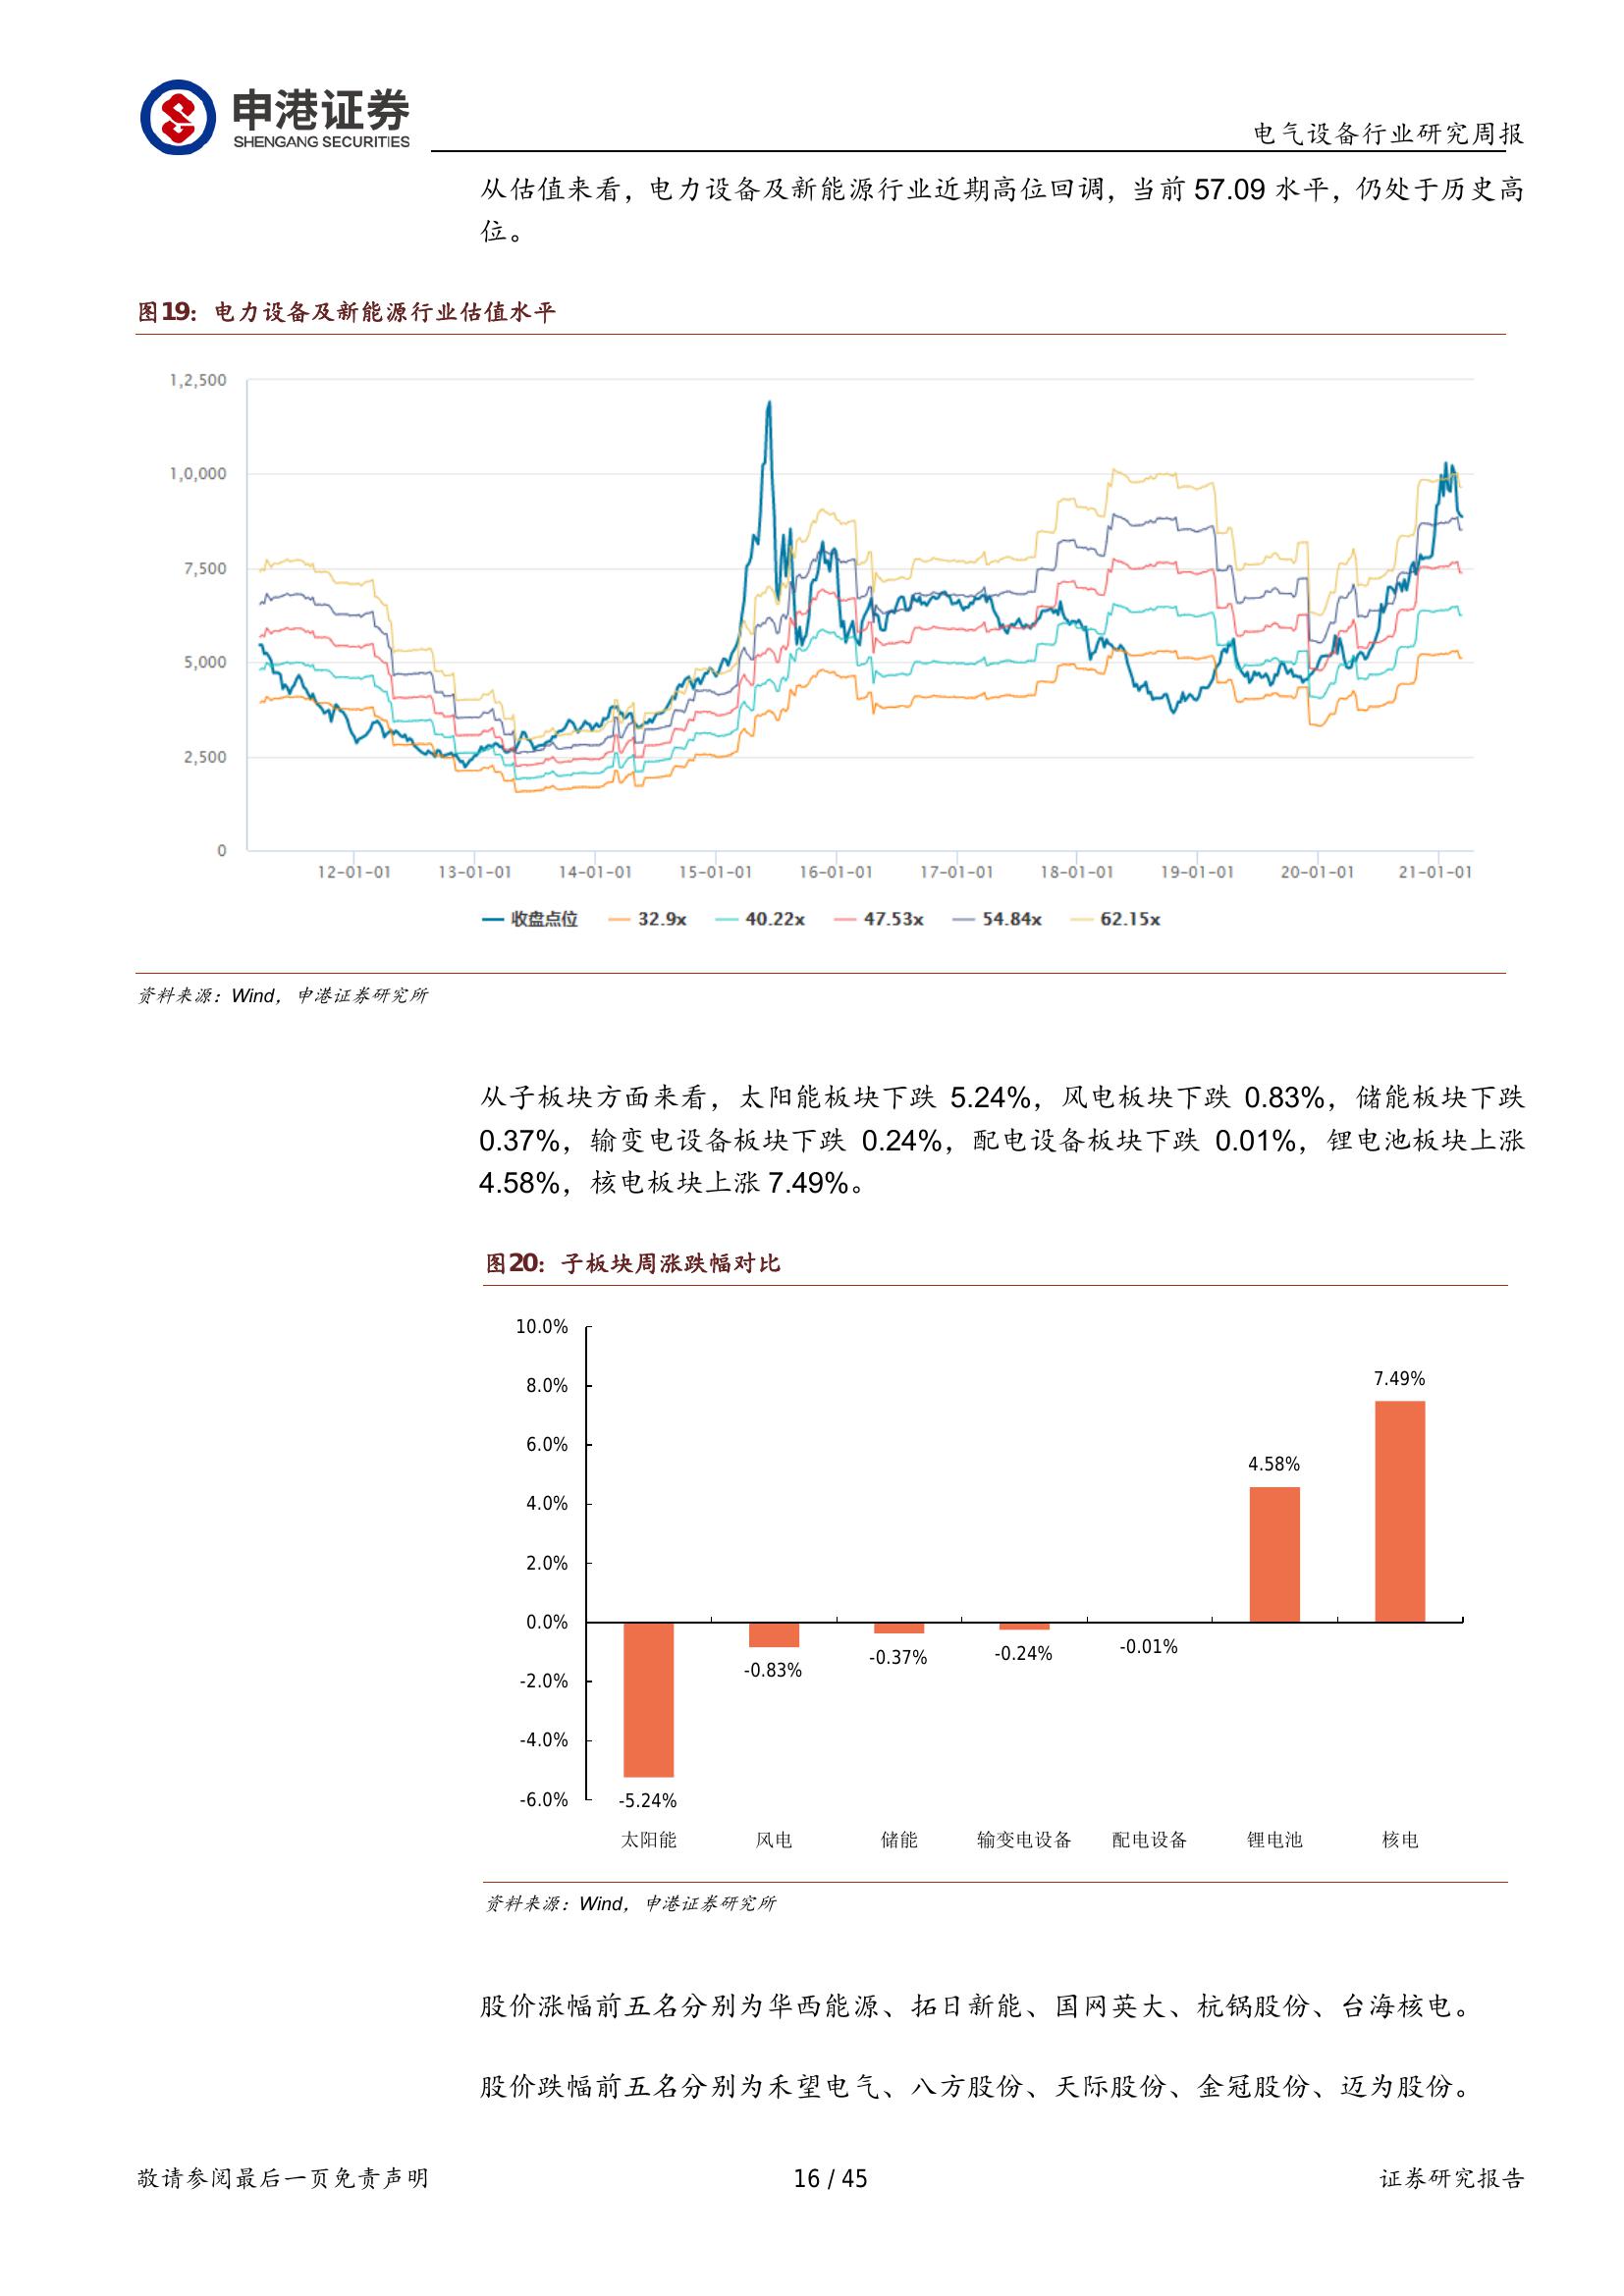 申港证券
SHENGANG SECURITIES
电气设备行业研究周报
从估值来看，电力设备及新能源行业近期高位回调，当前 57.09 水平，仍处于历史高
位。
图19：电力设备及新能源行业估值水平
1,2,500
1,0,000
7,500
5,000
2,500
0
12-01-01 13-01-01 14-01-01 15-01-01 16-01-01 17-01-01 18-01-01 19-01-01 20-01-01 21-01-01
收盘点位 32.9x 40.22x 47.53x 54.84x 62.15x
资料来源：Wind，申港证券研究所
从子板块方面来看，太阳能板块下跌 5.24%，风电板块下跌 0.83%，储能板块下跌
0.37%，输变电设备板块下跌 0.24%，配电设备板块下跌 0.01%，锂电池板块上涨
4.58%，核电板块上涨 7.49%。
图20：子板块周涨跌幅对比
10.0%
8.0%
6.0%
4.0%
2.0%
0.0%
-2.0%
-4.0%
-6.0%
-5.24%
-0.83%
-0.37%
-0.24%
-0.01%
4.58%
7.49%
太阳能 风电 储能 输变电设备 配电设备 锂电池 核电
资料来源：Wind，申港证券研究所
股价涨幅前五名分别为华西能源、拓日新能、国网英大、杭锅股份、台海核电。
股价跌幅前五名分别为禾望电气、八方股份、天际股份、金冠股份、迈为股份。
敬请参阅最后一页免责声明 16 / 45 证券研究报告